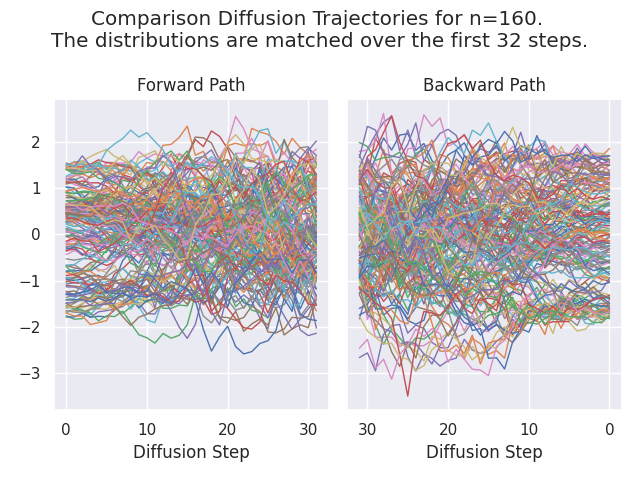 Comparison Diffusion Trajectories for n=160.
The distributions are matched over the first 32 steps.
Forward Path
Backward Path
2
1
0
−1
−2
−3
0 10 20 30
30 20 10 0
Diffusion Step
Diffusion Step